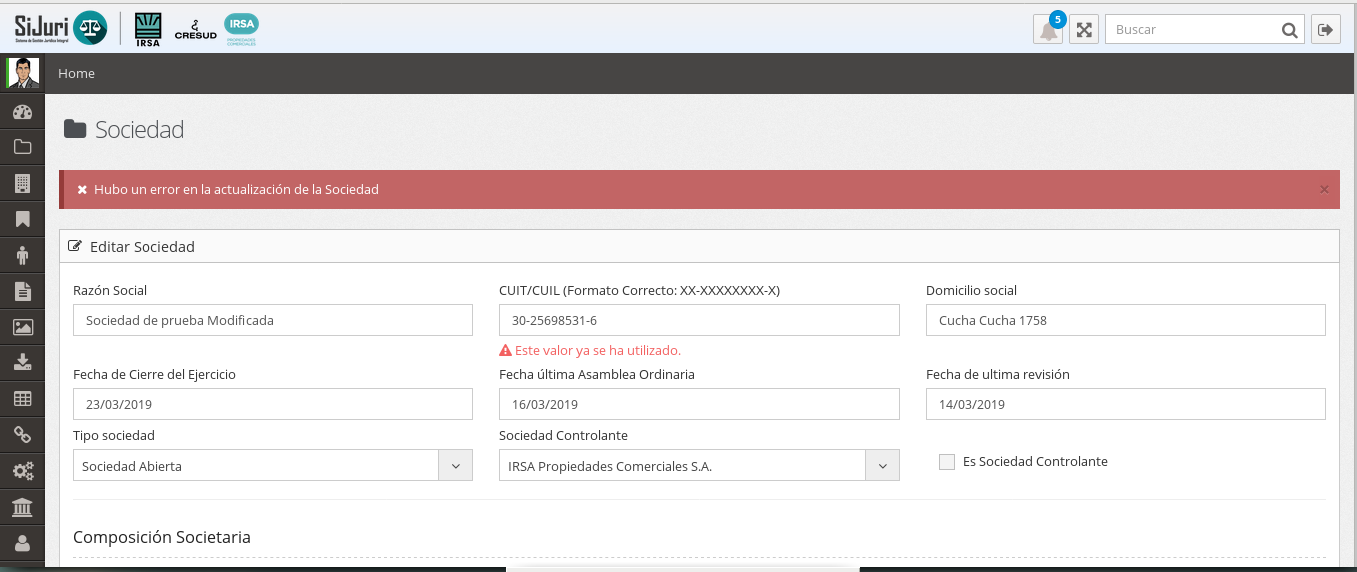 SiJuri
Sistema de Gestión Jurídica Integral
IRSA
CRESUD
IRSA
PROPIEDADES
COMERCIALES
5
Buscar
Home
Sociedad
Hubo un error en la actualización de la Sociedad
×
Editar Sociedad
Razón Social
CUIT/CUIL (Formato Correcto: XX-XXXXXXXX-X)
Domicilio social
Sociedad de prueba Modificada
30-25698531-6
Cucha Cucha 1758
Este valor ya se ha utilizado.
Fecha de Cierre del Ejercicio
Fecha última Asamblea Ordinaria
Fecha de ultima revisión
23/03/2019
16/03/2019
14/03/2019
Tipo sociedad
Sociedad Controlante
Sociedad Abierta
IRSA Propiedades Comerciales S.A.
Es Sociedad Controlante
Composición Societaria